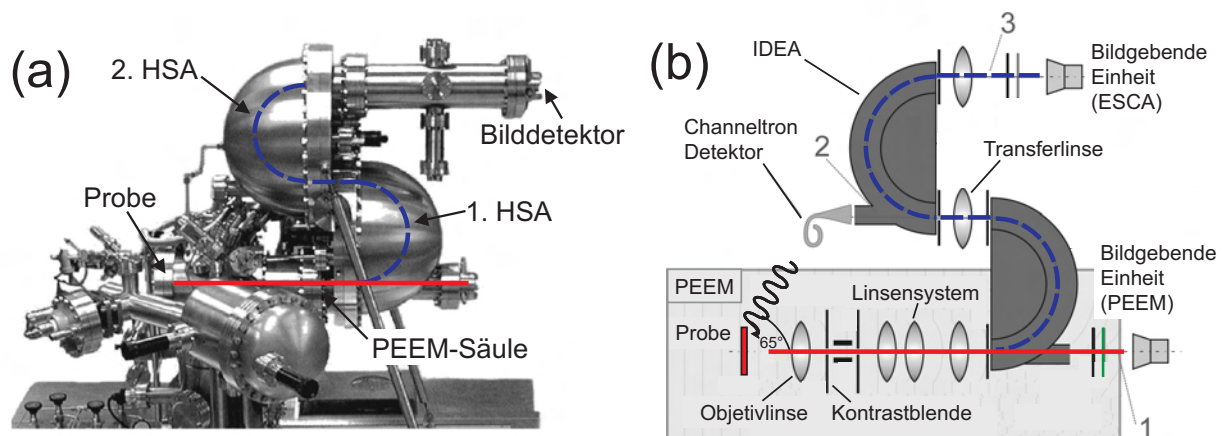 (a)
2. HSA
Bilddetektor
Probe
1. HSA
PEEM-Säule
(b)
IDEA
3
Bildgebende
Einheit
(ESCA)
Channeltron
Detektor
2
Transferlinse
PEEM
Linsensystem
Bildgebende
Einheit
(PEEM)
Probe
65°
Objetivlinse
Kontrastblende
1